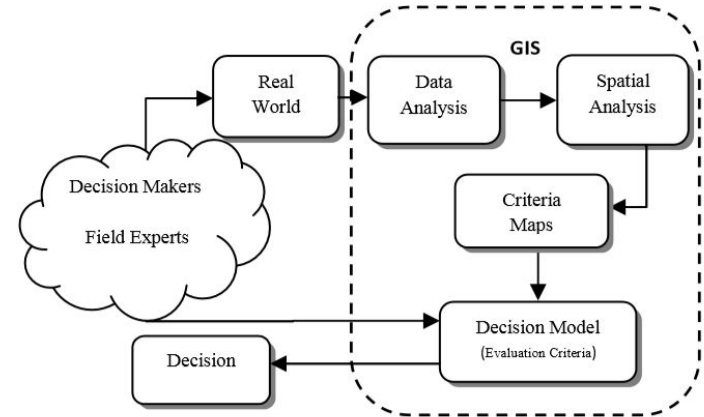 GIS
Real
World
Data
Analysis
Spatial
Analysis
Decision Makers
Field Experts
Criteria
Maps
Decision Model
(Evaluation Criteria)
Decision